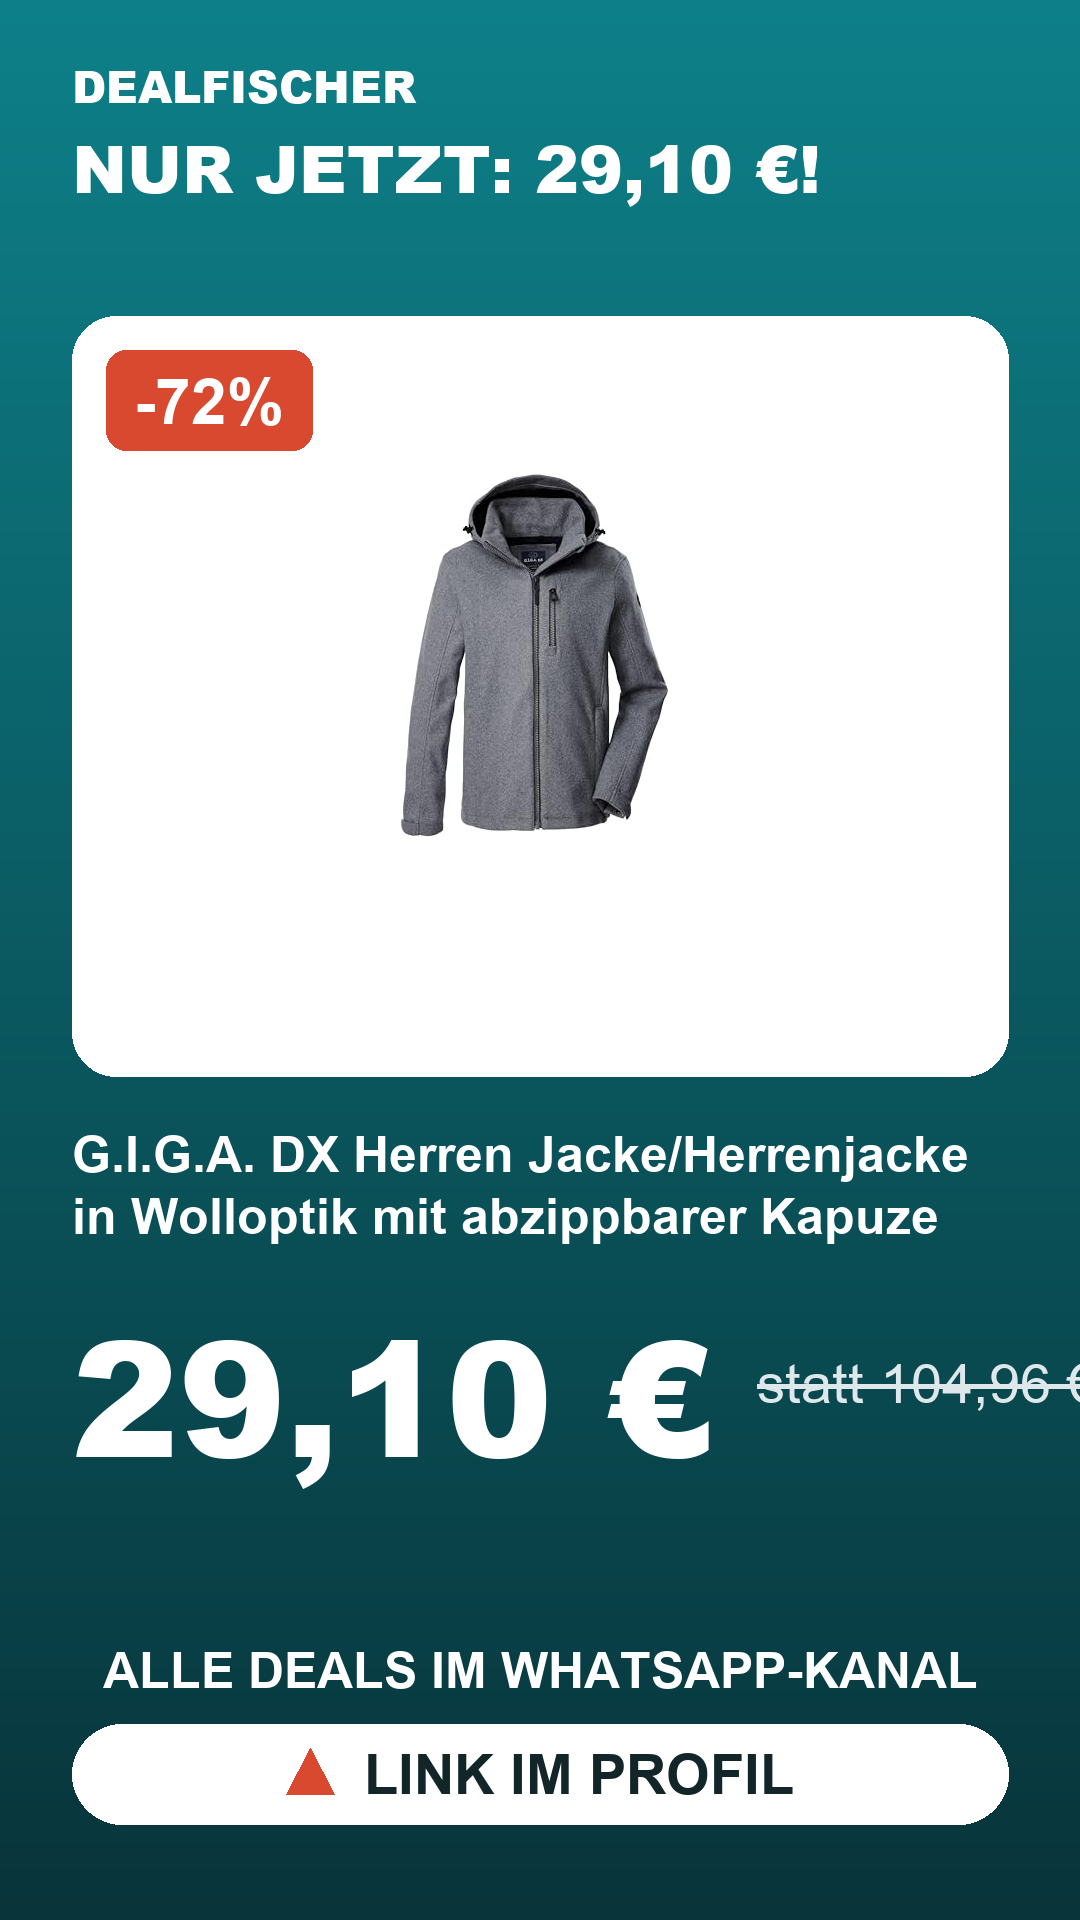 DEALFISCHER
NUR JETZT: 29,10 €!
-72%
G.I.G.A. DX
G.I.G.A. DX Herren Jacke/Herrenjacke
in Wolloptik mit abzippbarer Kapuze
29,10 € statt 104,96 €
ALLE DEALS IM WHATSAPP-KANAL
LINK IM PROFIL